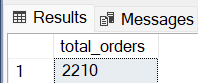 Results Messages
total_orders
1 2210